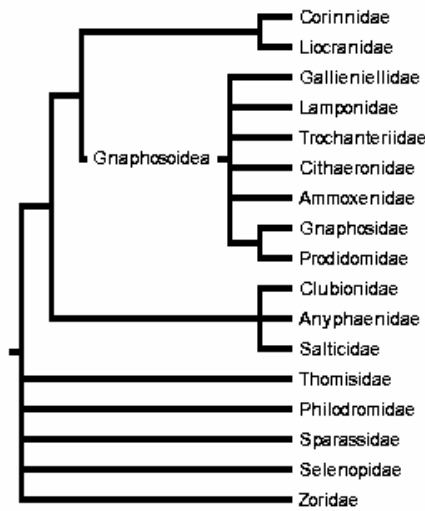 Corinnidae
Liocranidae
Gallieniellidae
Lamponidae
Trochanteriidae
Gnaphosoidea
Cithaeronidae
Ammoxenidae
Gnaphosidae
Prodidomidae
Clubionidae
Anyphaenidae
Salticidae
Thomisidae
Philodromidae
Sparassidae
Selenopidae
Zoridae